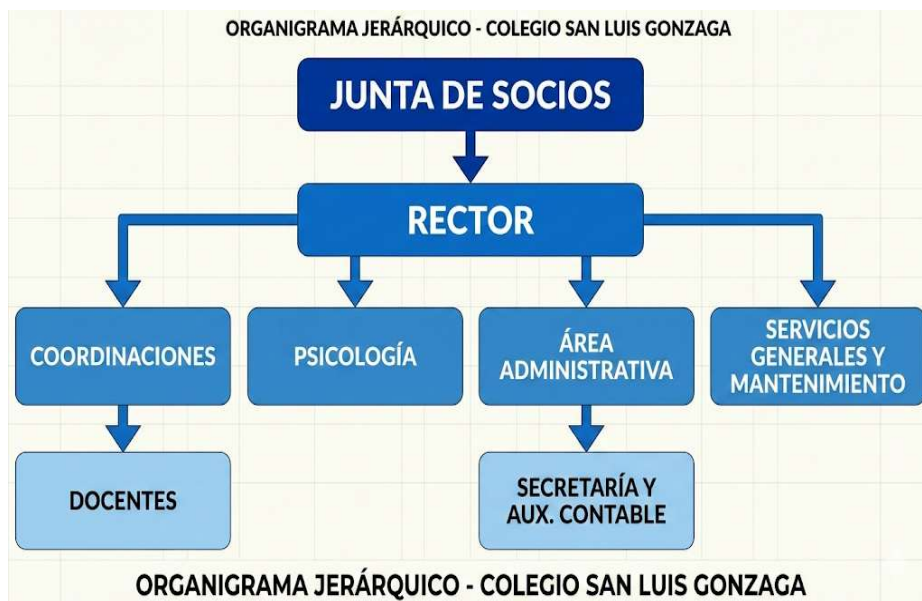 ORGANIGRAMA JERÁRQUICO - COLEGIO SAN LUIS GONZAGA
JUNTA DE SOCIOS
RECTOR
COORDINACIONES
PSICOLOGÍA
ÁREA
ADMINISTRATIVA
SERVICIOS
GENERALES Y
MANTENIMIENTO
DOCENTES
SECRETARÍA Y
AUX. CONTABLE
ORGANIGRAMA JERÁRQUICO - COLEGIO SAN LUIS GONZAGA